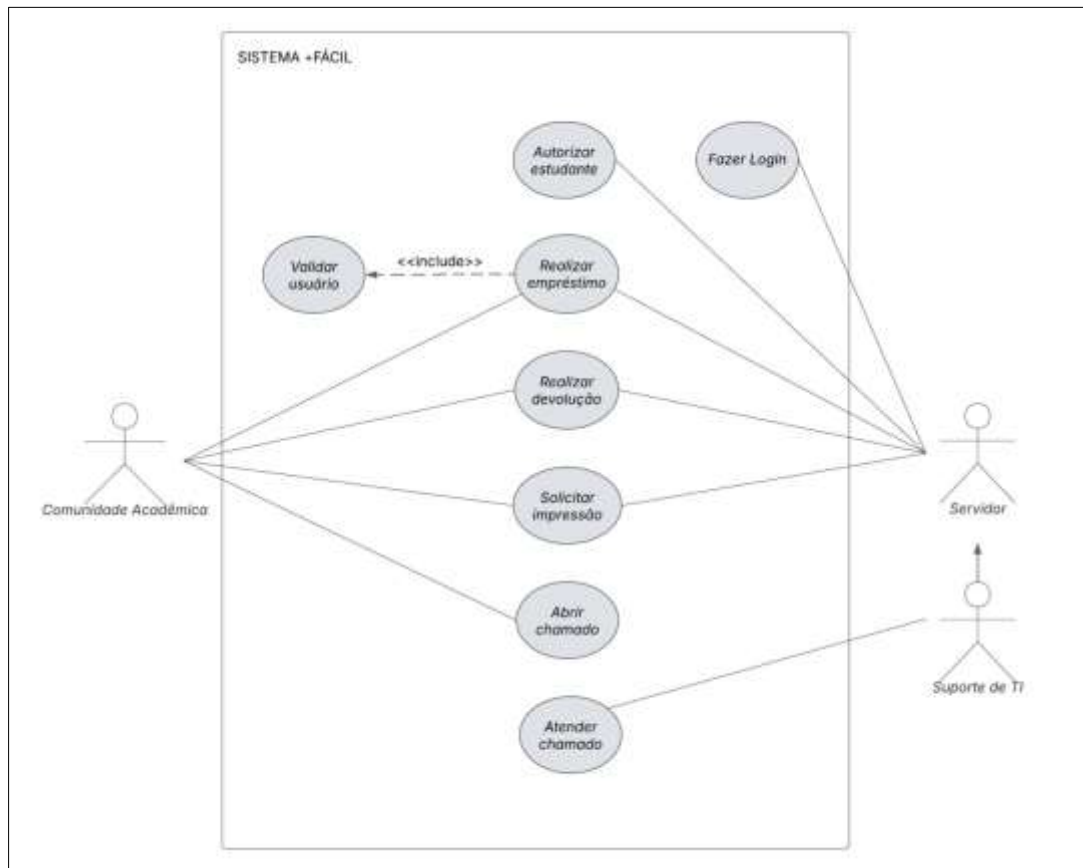 SISTEMA +FÁCIL
Autorizar
estudante
Fazer Login
Validar
usuário
<<include>>
Realizar
empréstimo
Realizar
devolução
Comunidade Acadêmica
Solicitar
impressão
Servidor
Abrir
chamado
Suporte de TI
Atender
chamado